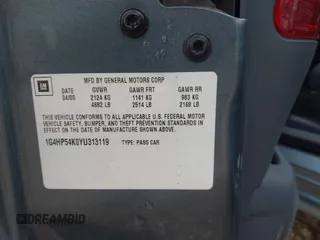 GM
MFD BY GENERAL MOTORS CORP
DATE GVWR GAWR FRT GAWR RR
04/00 2124 KG 1141 KG 983 KG
4682 LB 2514 LB 2168 LB
THIS VEHICLE CONFORMS TO ALL APPLICABLE U.S. FEDERAL MOTOR
VEHICLE SAFETY, BUMPER, AND THEFT PREVENTION STANDARDS IN
EFFECT ON THE DATE OF MANUFACTURE SHOWN ABOVE.
1G4HP54K0YU313119 TYPE: PASS CAR
DREAMBID